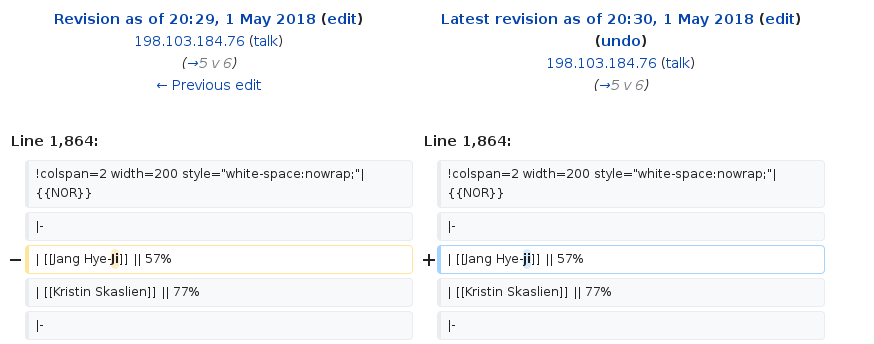 Revision as of 20:29, 1 May 2018 (edit)
198.103.184.76 (talk)
(→5 v 6)
← Previous edit
Latest revision as of 20:30, 1 May 2018 (edit)
(undo)
198.103.184.76 (talk)
(→5 v 6)
Line 1,864:
Line 1,864:
!colspan=2 width=200 style="white-space:nowrap;"|
{{NOR}}
!colspan=2 width=200 style="white-space:nowrap;"|
{{NOR}}
|-
|-
− | [[Jang Hye-Ji]] || 57%
+ | [[Jang Hye-ji]] || 57%
| [[Kristin Skaslien]] || 77%
| [[Kristin Skaslien]] || 77%
|-
|-